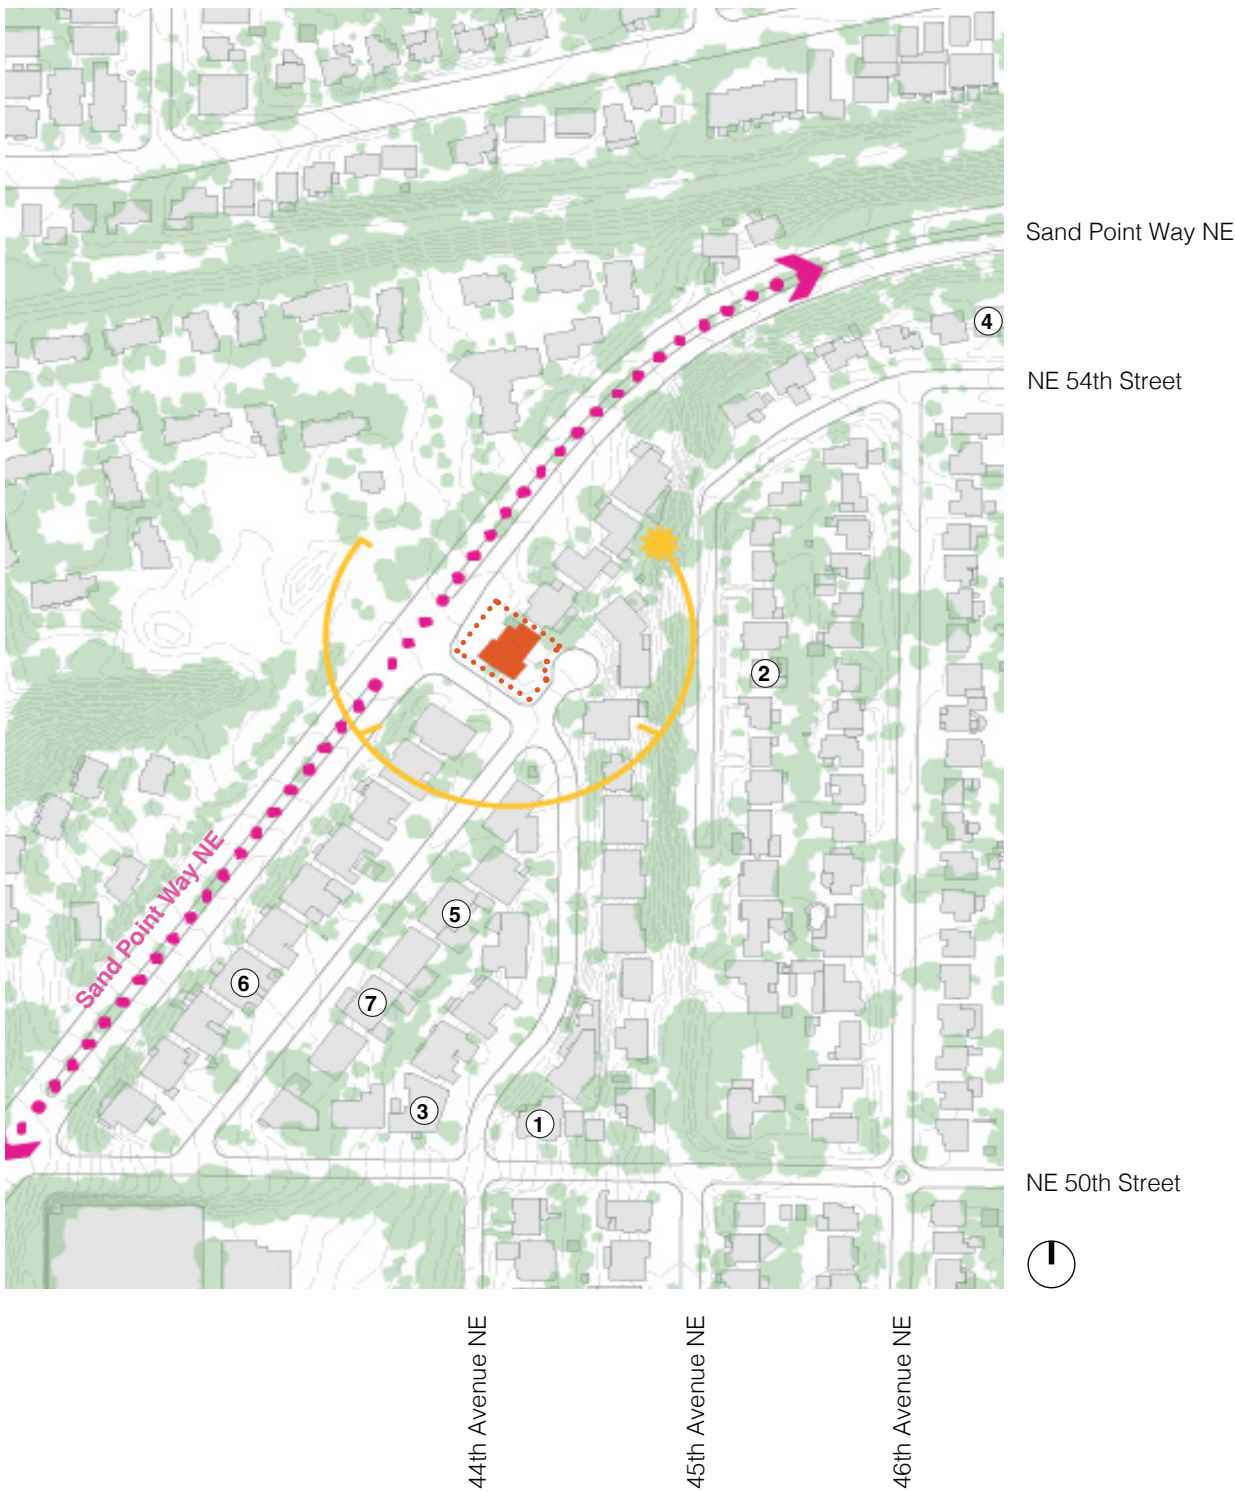 Sand Point Way NE
4
NE 54th Street
2
Sand Point Way NE
5
6
7
3
1
NE 50th Street
44th Avenue NE
45th Avenue NE
46th Avenue NE